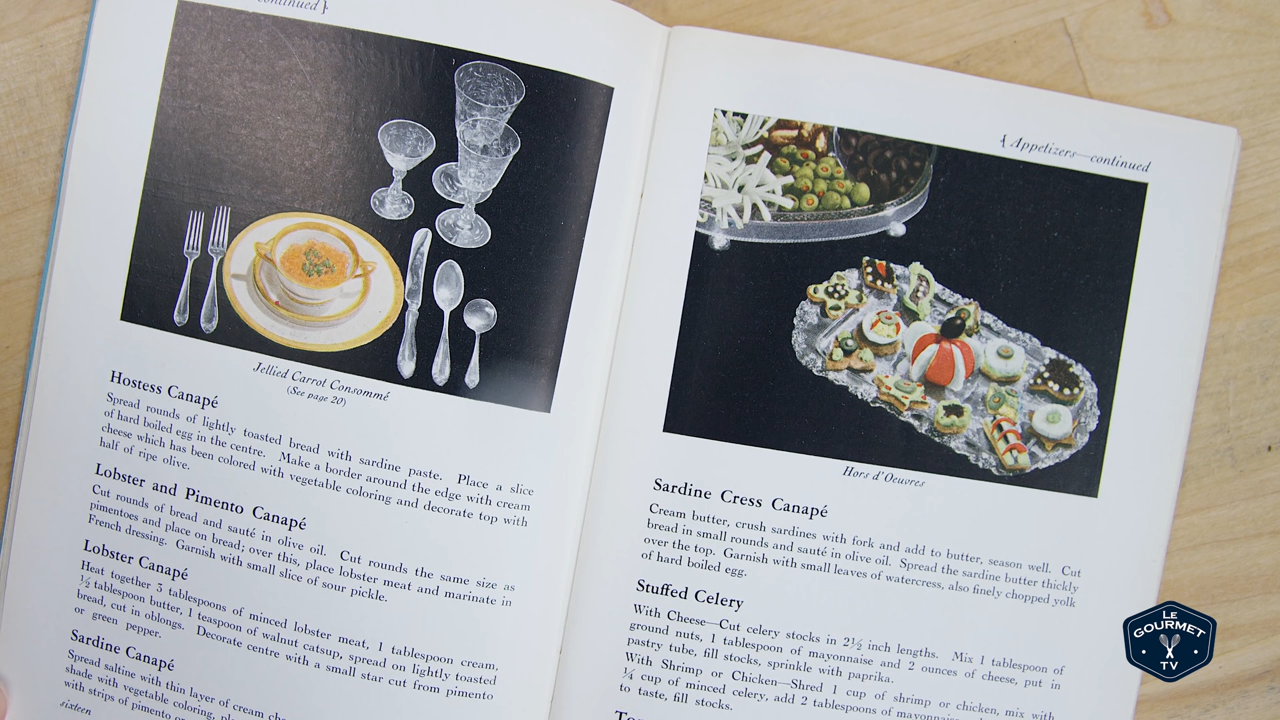 continued }
Jellied Carrot Consommé
(See page 20)
Hostess Canapé
Spread rounds of lightly toasted bread with sardine paste. Place a slice
of hard boiled egg in the centre. Make a border around the edge with cream
cheese which has been colored with vegetable coloring and decorate top with
half of ripe olive.
Lobster and Pimento Canapé
Cut rounds of bread and sauté in olive oil. Cut rounds the same size as
pimentoes and place on bread; over this, place lobster meat and marinate in
French dressing. Garnish with small slice of sour pickle.
Lobster Canapé
Heat together 3 tablespoons of minced lobster meat, 1 tablespoon cream,
½ tablespoon butter, 1 teaspoon of walnut catsup, spread on lightly toasted
bread, cut in oblongs. Decorate centre with a small star cut from pimento
or green pepper.
Sardine Canapé
Spread saltine with thin layer of cream
shade with vegetable coloring,
with strips of pimento or
sixteen
{ Appetizers—continued
Hors d'Oeuvres
Sardine Cress Canapé
Cream butter, crush sardines with fork and add to butter, season well. Cut
bread in small rounds and sauté in olive oil. Spread the sardine butter thickly
over the top. Garnish with small leaves of watercress, also finely chopped yolk
of hard boiled egg.
Stuffed Celery
With Cheese—Cut celery stocks in 2½ inch lengths. Mix 1 tablespoon of
ground nuts, 1 tablespoon of mayonnaise and 2 ounces of cheese, put in
pastry tube, fill stocks, sprinkle with paprika.
With Shrimp or Chicken—Shred 1 cup of shrimp or chicken, mix with
¼ cup of minced celery, add 2 tablespoons of mayonnaise
to taste, fill stocks.
LE
GOURMET
TV